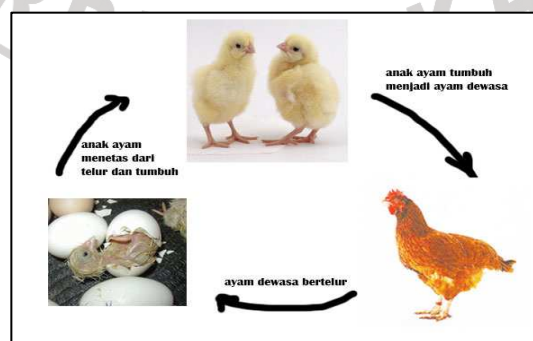 anak ayam tumbuh
menjadi ayam dewasa
anak ayam
menetas dari
telur dan tumbuh
ayam dewasa bertelur